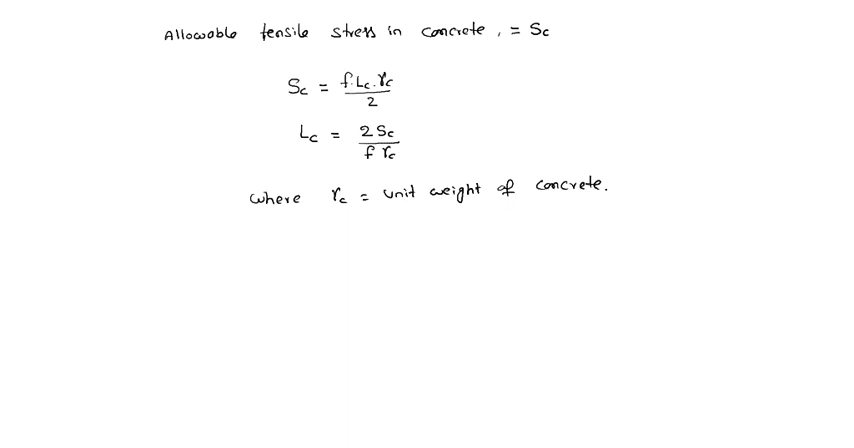 Allowable tensile stress in concrete, = Sc
Sc = f.Lc.γc / 2
Lc = 2 Sc / f γc
where γc = unit weight of concrete.